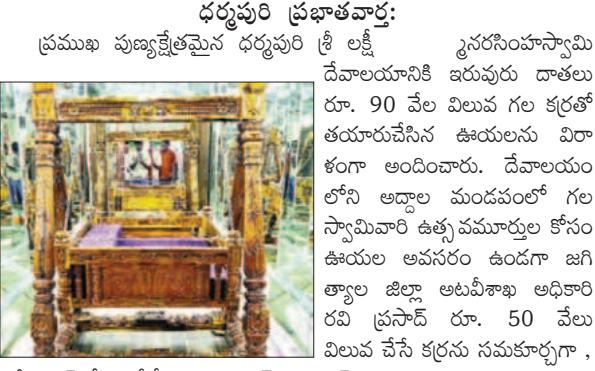 ధర్మపురి ప్రభాతవార్త:
ప్రముఖ పుణ్యక్షేత్రమైన ధర్మపురి శ్రీ లక్ష్మీ నరసింహస్వామి
దేవాలయానికి ఇరువురు దాతలు
రూ. 90 వేల విలువ గల కర్రతో
తయారుచేసిన ఊయలను విరా
ళంగా అందించారు. దేవాలయం
లోని అద్దాల మండపంలో గల
స్వామివారి ఉత్సవమూర్తుల కోసం
ఊయల అవసరం ఉండగా జగి
త్యాల జిల్లా అటవీశాఖ అధికారి
రవి ప్రసాద్ రూ. 50 వేలు
విలువ చేసే కర్రను సమకూర్చగా ,